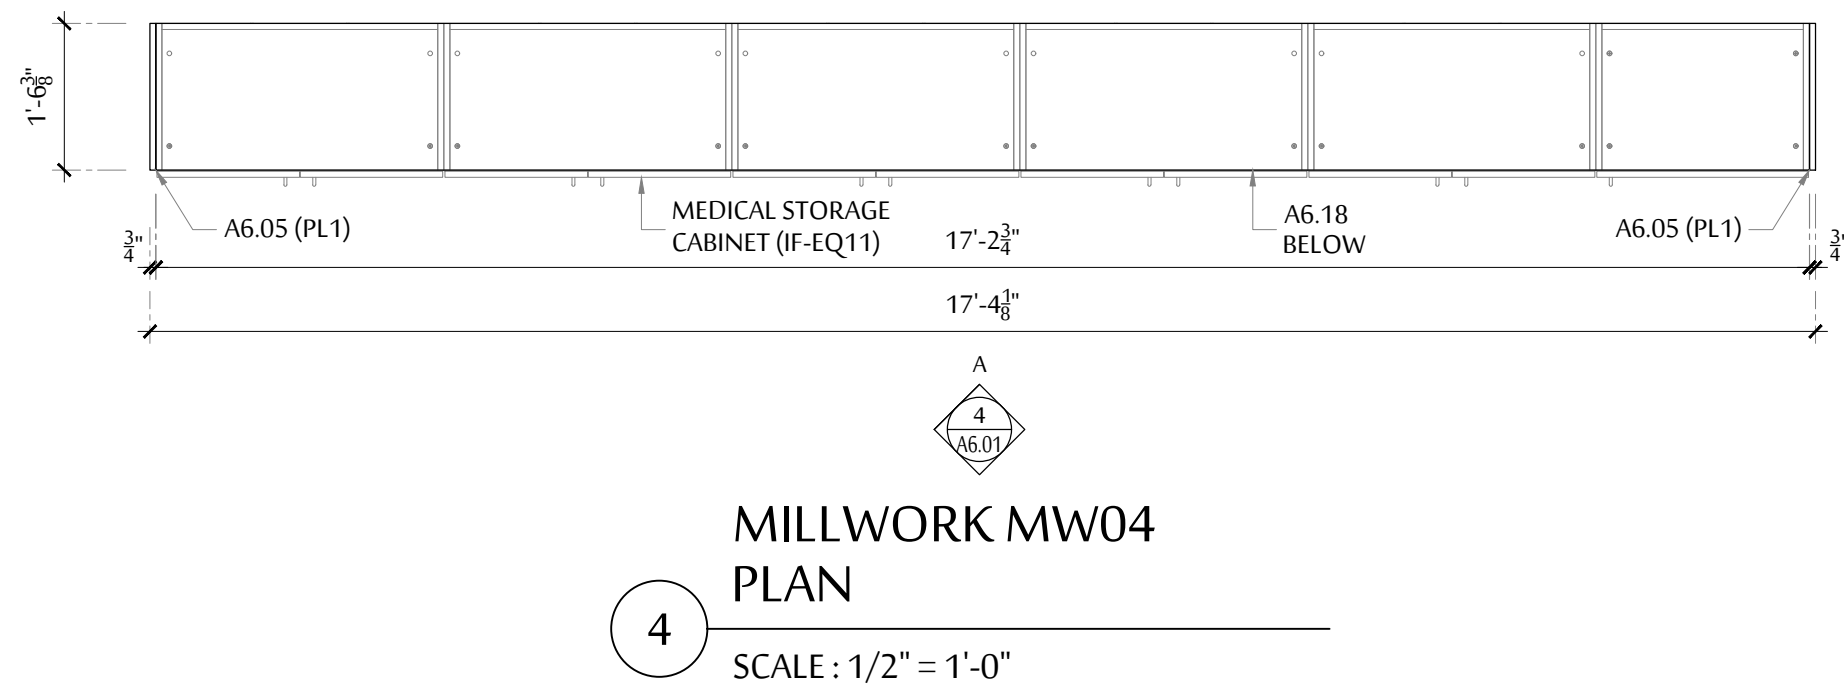 1'-6 3/8"
A6.05 (PL1)
MEDICAL STORAGE
CABINET (IF-EQ11)
A6.18
BELOW
A6.05 (PL1)
3/4"
17'-2 3/4"
3/4"
17'-4 1/8"
A
4
A6.01
MILLWORK MW04
PLAN
4
SCALE : 1/2" = 1'-0"